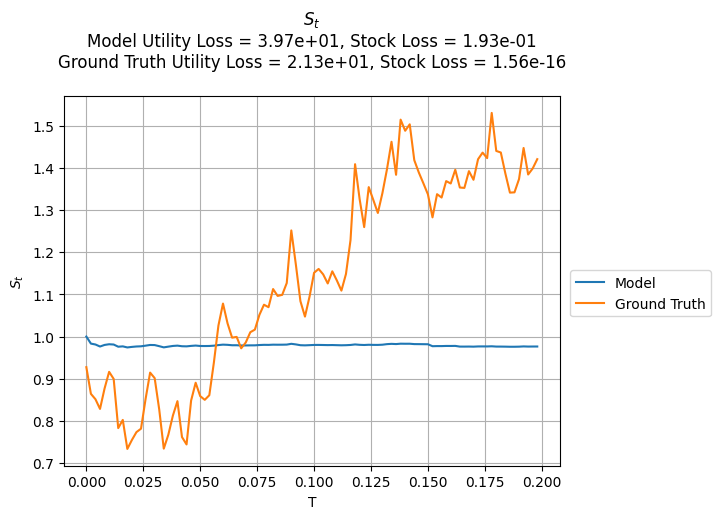 S_t
Model Utility Loss = 3.97e+01, Stock Loss = 1.93e-01
Ground Truth Utility Loss = 2.13e+01, Stock Loss = 1.56e-16
1.5
1.4
1.3
1.2
1.1
1.0
0.9
0.8
0.7
S_t
0.000 0.025 0.050 0.075 0.100 0.125 0.150 0.175 0.200
T
Model
Ground Truth